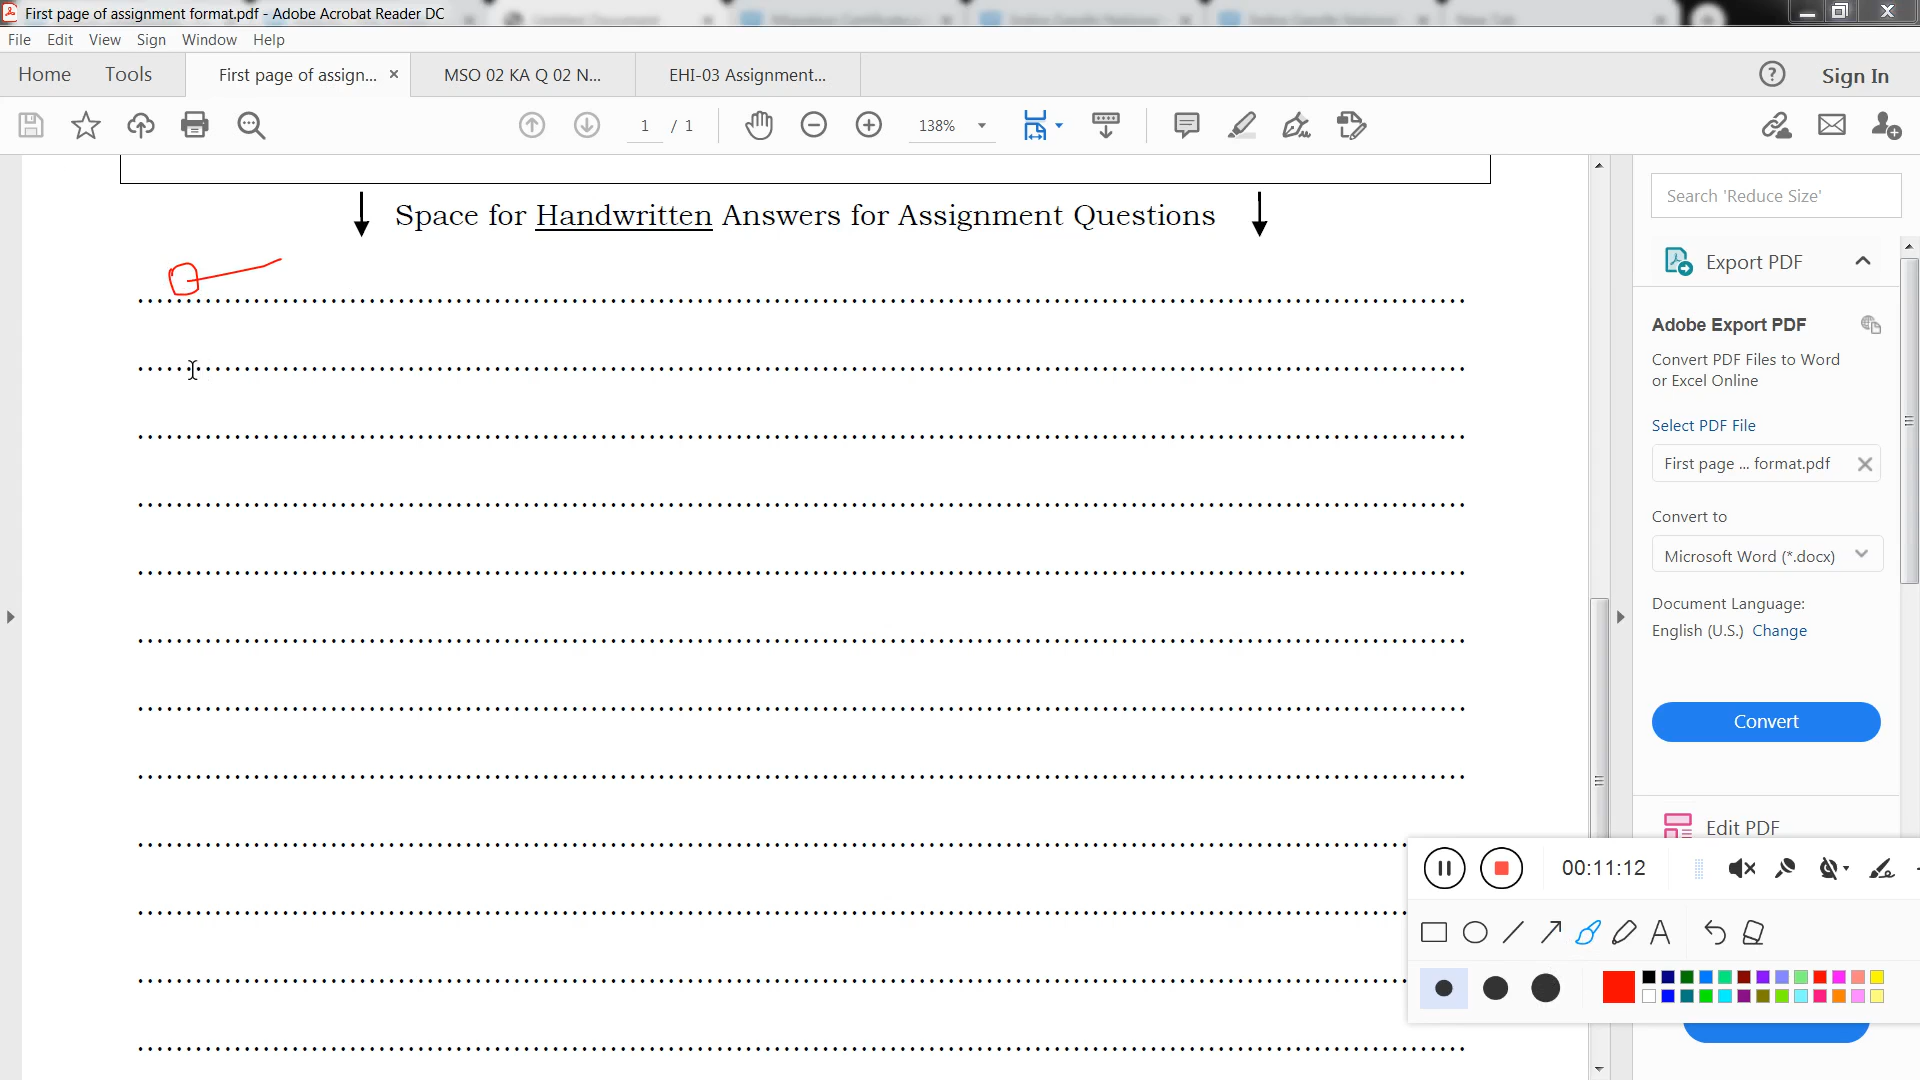 First page of assignment format.pdf - Adobe Acrobat Reader DC
File Edit View Sign Window Help
Home Tools First page of assign... × MSO 02 KA Q 02 N... EHI-03 Assignment... Sign In
1 / 1 138%
Space for Handwritten Answers for Assignment Questions
Search 'Reduce Size'
Export PDF
Adobe Export PDF
Convert PDF Files to Word
or Excel Online
Select PDF File
First page ... format.pdf
Convert to
Microsoft Word (*.docx)
Document Language:
English (U.S.) Change
Convert
Edit PDF
00:11:12